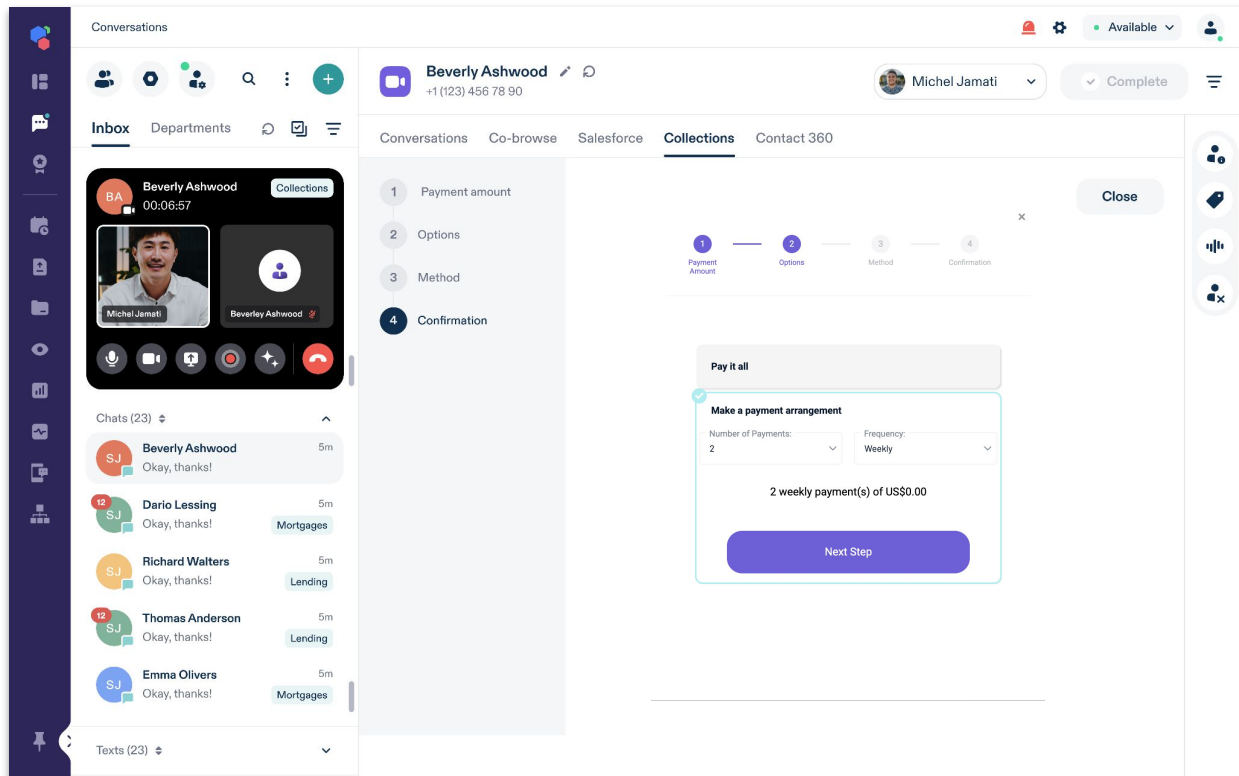 Conversations
Available
Beverly Ashwood
+1 (123) 456 78 90
Michel Jamati
Complete
Inbox
Departments
Conversations
Co-browse
Salesforce
Collections
Contact 360
BA
Beverly Ashwood
00:06:57
Collections
Michel Jamati
Beverley Ashwood
Chats (23)
SJ
Beverly Ashwood
5m
Okay, thanks!
12
SJ
Dario Lessing
5m
Okay, thanks!
Mortgages
SJ
Richard Walters
5m
Okay, thanks!
Lending
12
SJ
Thomas Anderson
5m
Okay, thanks!
Lending
SJ
Emma Olivers
5m
Okay, thanks!
Mortgages
Texts (23)
1 Payment amount
2 Options
3 Method
4 Confirmation
Close
1
2
3
4
Payment
Amount
Options
Method
Confirmation
Pay it all
Make a payment arrangement
Number of Payments:
2
Frequency:
Weekly
2 weekly payment(s) of US$0.00
Next Step